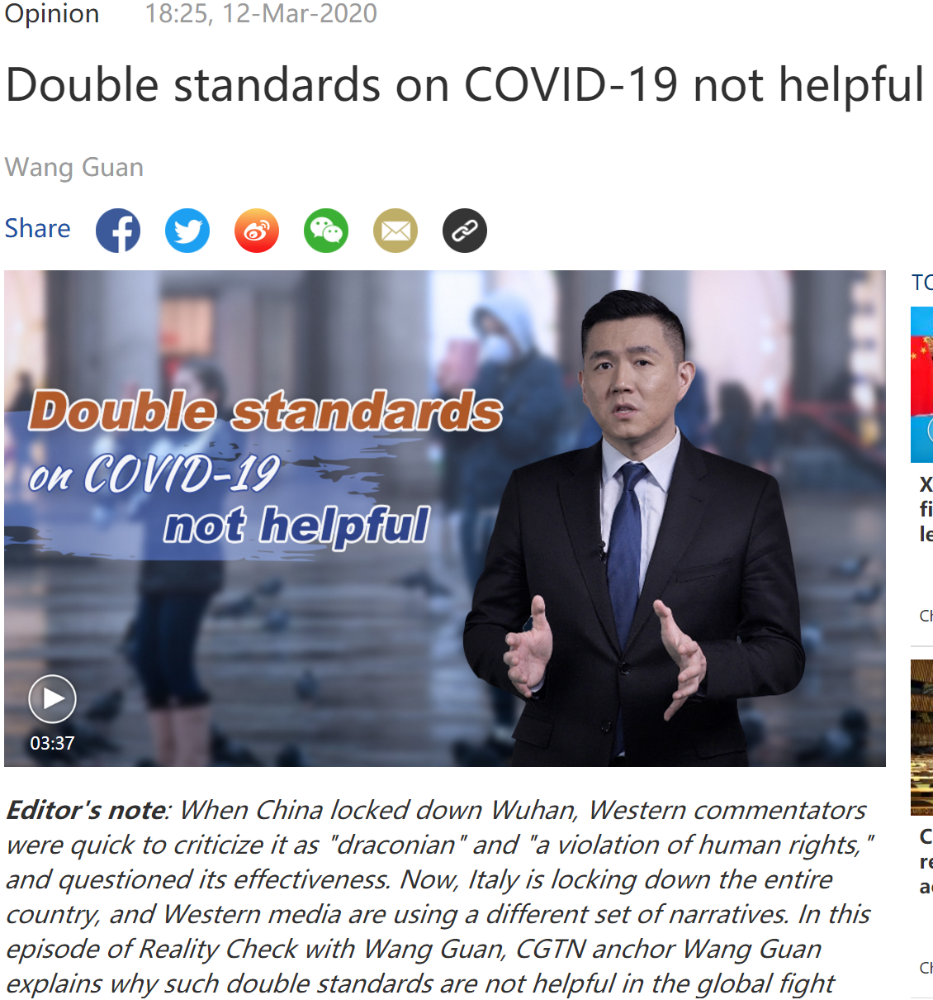 Opinion 18:25, 12-Mar-2020
Double standards on COVID-19 not helpful
Wang Guan
Share
Double standards
on COVID-19
not helpful
03:37
Editor's note: When China locked down Wuhan, Western commentators
were quick to criticize it as "draconian" and "a violation of human rights,"
and questioned its effectiveness. Now, Italy is locking down the entire
country, and Western media are using a different set of narratives. In this
episode of Reality Check with Wang Guan, CGTN anchor Wang Guan
explains why such double standards are not helpful in the global fight
TO
X
fi
le
Ch
C
re
a
Ch